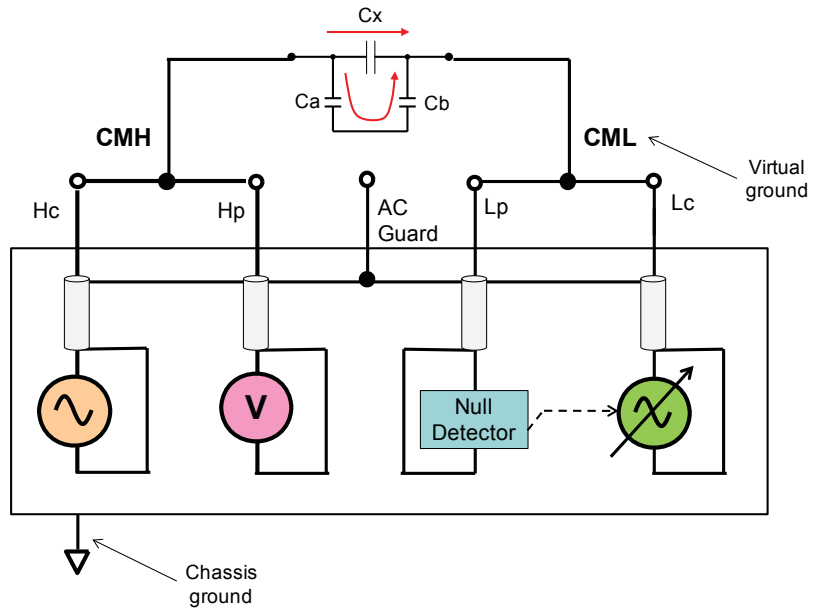 Cx
Ca
Cb
CMH
CML
Virtual
ground
Hc
Hp
AC
Guard
Lp
Lc
V
Null
Detector
Chassis
ground